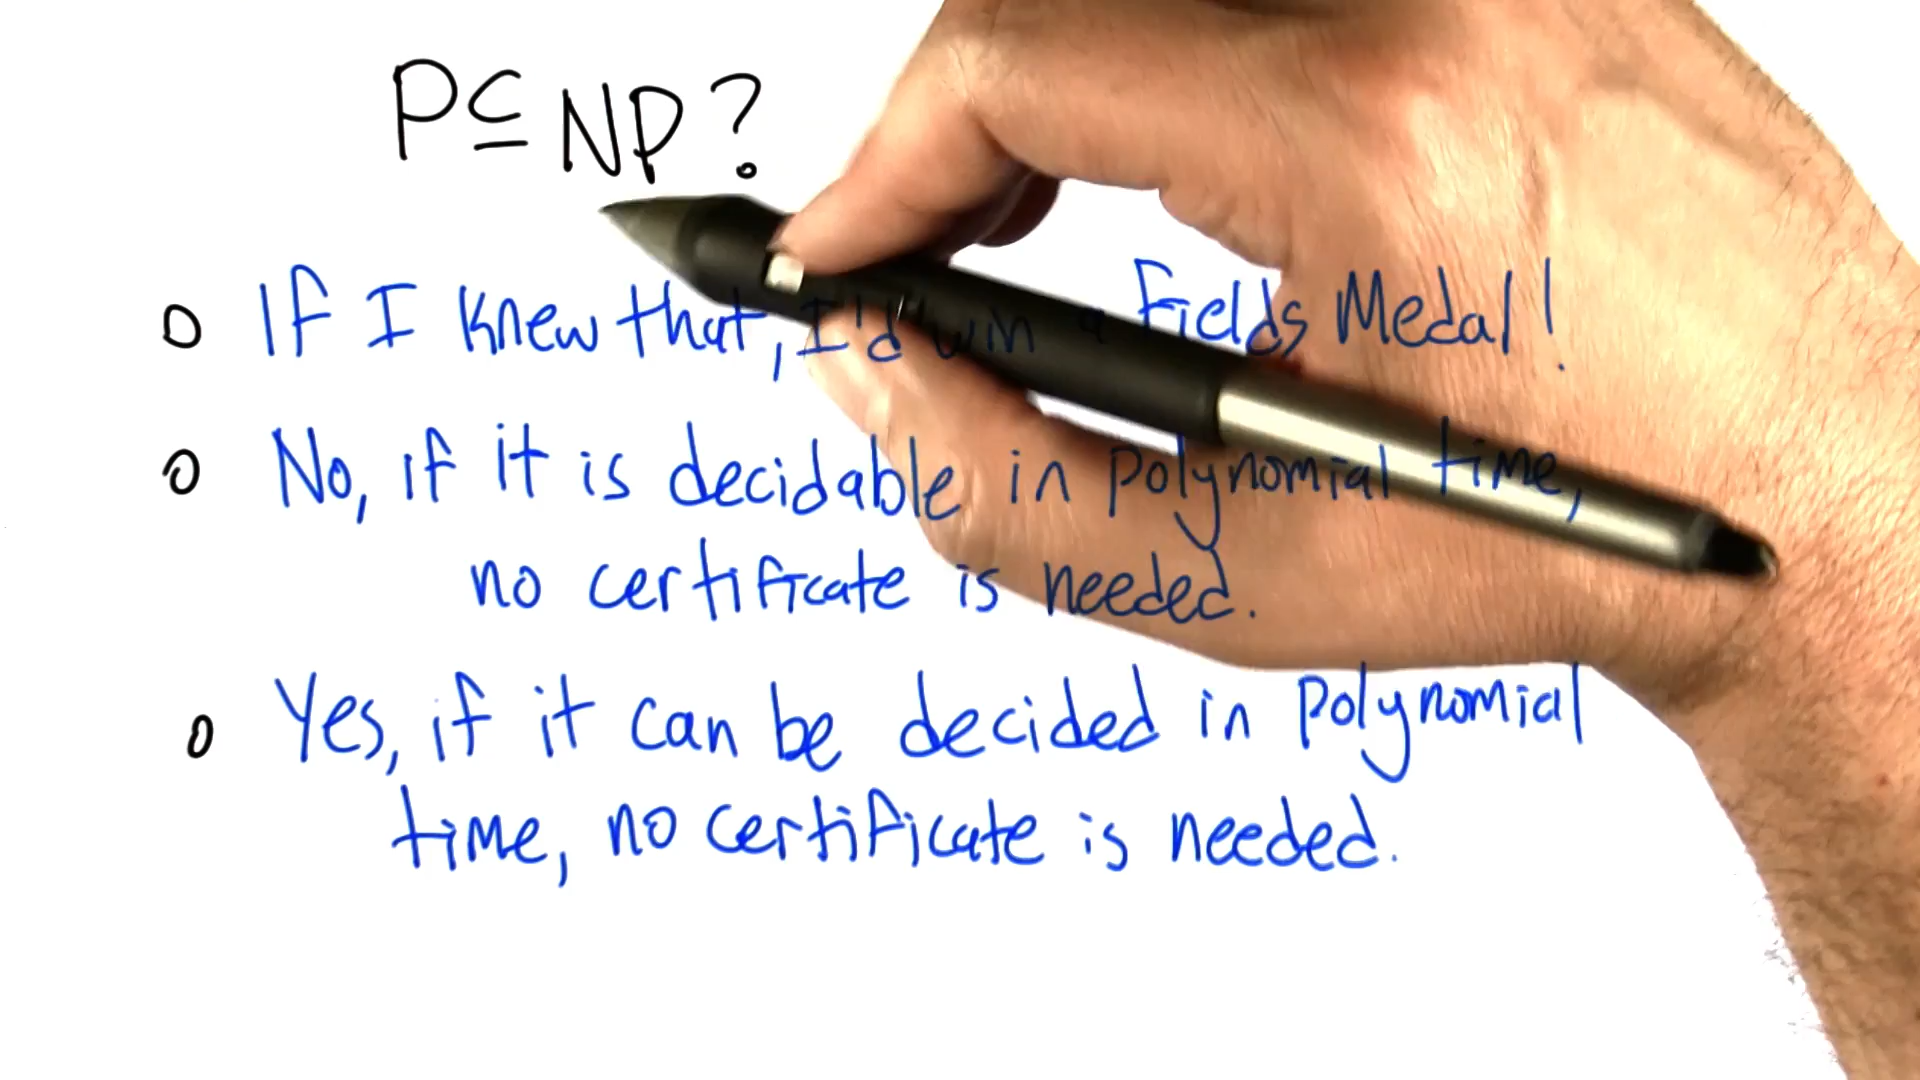 P ⊆ NP?
If I knew that, I'd win a Fields Medal!
No, if it is decidable in polynomial time,
no certificate is needed.
Yes, if it can be decided in polynomial
time, no certificate is needed.